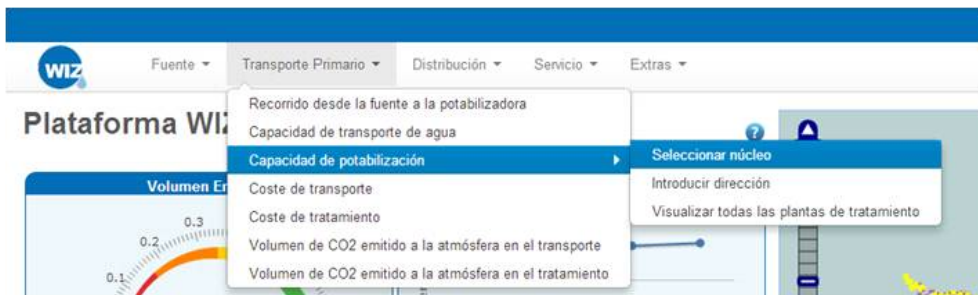 WIZ
Fuente Transporte Primario Distribución Servicio Extras
Plataforma WIZ
Recorrido desde la fuente a la potabilizadora
Capacidad de transporte de agua
Capacidad de potabilización
Coste de transporte
Coste de tratamiento
Volumen de CO2 emitido a la atmósfera en el transporte
Volumen de CO2 emitido a la atmósfera en el tratamiento
Seleccionar núcleo
Introducir dirección
Visualizar todas las plantas de tratamiento
?
Volumen
0.3
0.2
0.1